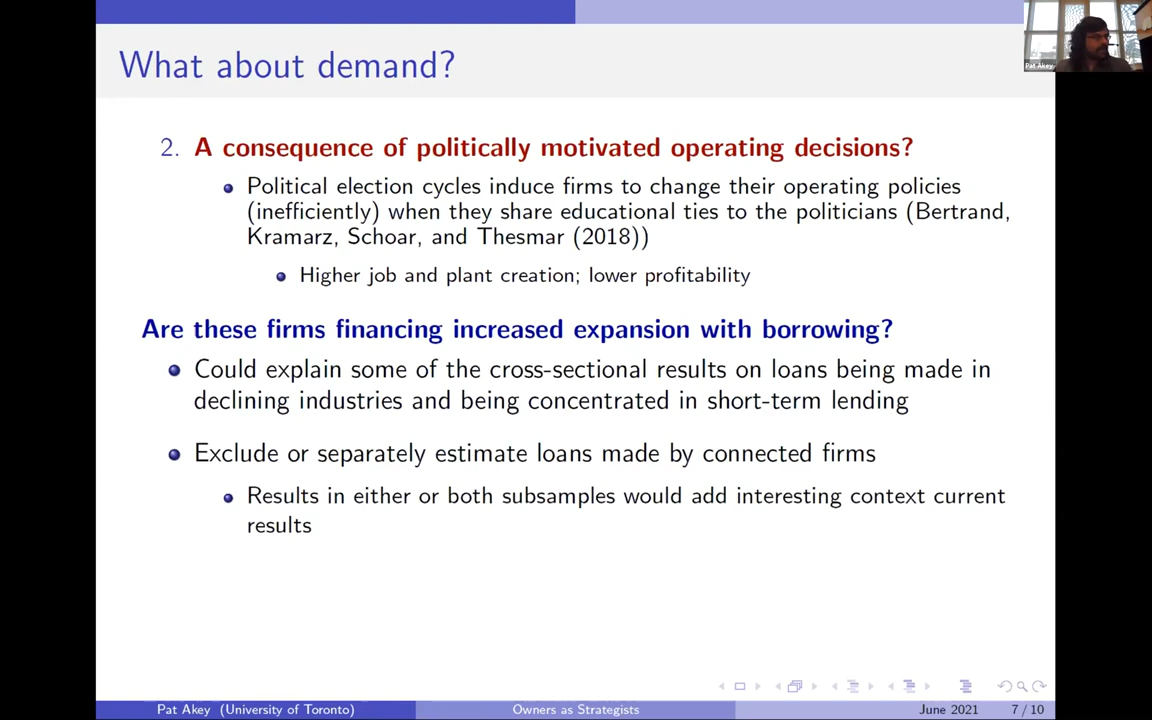 Pat Akey
What about demand?
2. A consequence of politically motivated operating decisions?
Political election cycles induce firms to change their operating policies
(inefficiently) when they share educational ties to the politicians (Bertrand,
Kramarz, Schoar, and Thesmar (2018))
Higher job and plant creation; lower profitability
Are these firms financing increased expansion with borrowing?
Could explain some of the cross-sectional results on loans being made in
declining industries and being concentrated in short-term lending
Exclude or separately estimate loans made by connected firms
Results in either or both subsamples would add interesting context current
results
Pat Akey (University of Toronto) Owners as Strategists June 2021 7 / 10